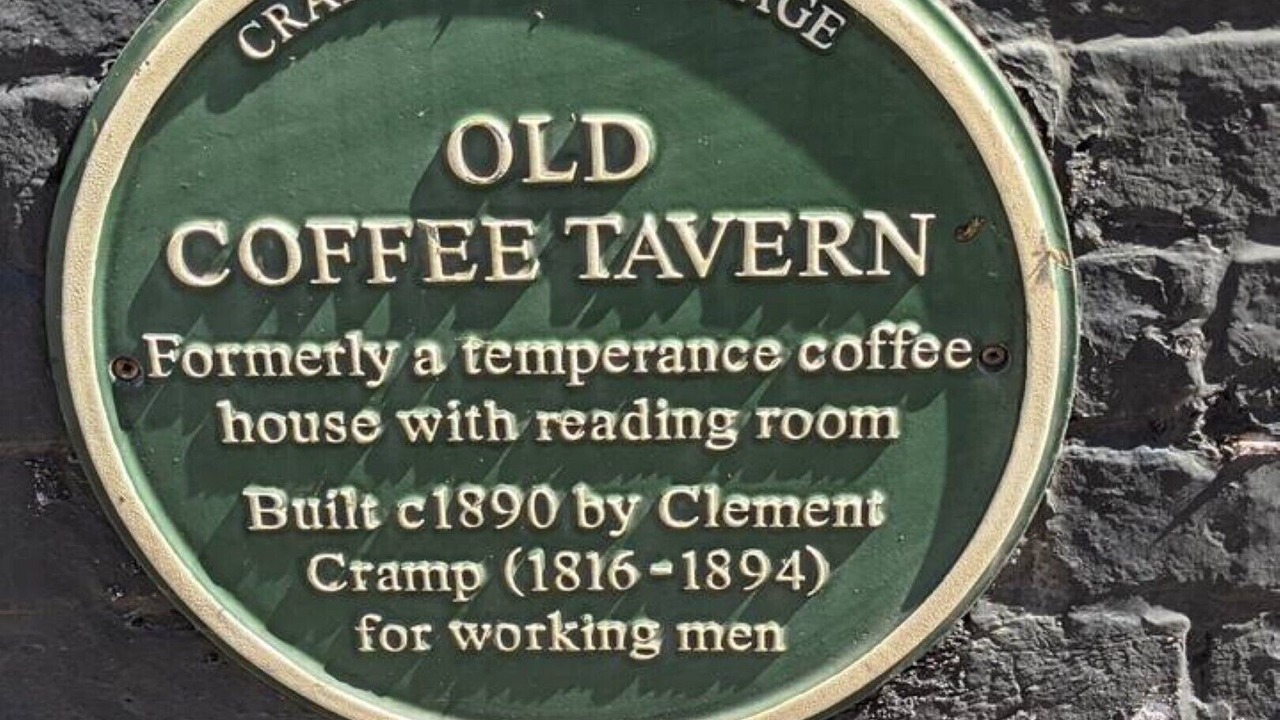 OLD
COFFEE TAVERN
Formerly a temperance coffee
house with reading room
Built c1890 by Clement
Cramp (1816-1894)
for working men